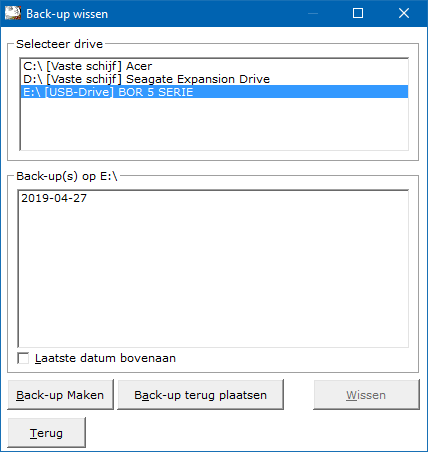 Back-up wissen
Selecteer drive
C:\ [Vaste schijf] Acer
D:\ [Vaste schijf] Seagate Expansion Drive
E:\ [USB-Drive] BOR 5 SERIE
Back-up(s) op E:\
2019-04-27
Laatste datum bovenaan
Back-up Maken
Back-up terug plaatsen
Wissen
Terug